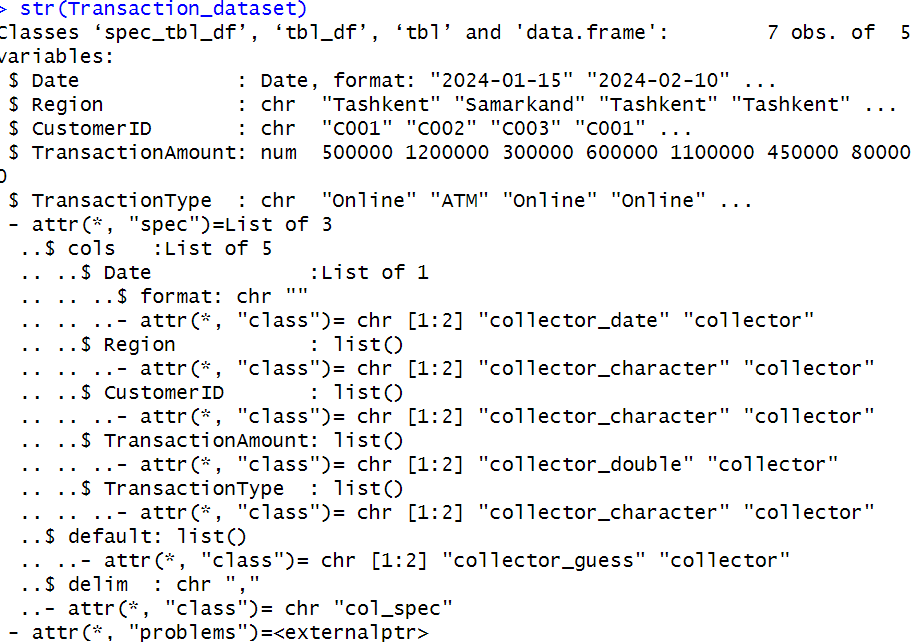 > str(Transaction_dataset)
Classes ‘spec_tbl_df’, ‘tbl_df’, ‘tbl’ and 'data.frame':        7 obs. of  5
variables:
 $ Date             : Date, format: "2024-01-15" "2024-02-10" ...
 $ Region           : chr  "Tashkent" "Samarkand" "Tashkent" "Tashkent" ...
 $ CustomerID       : chr  "C001" "C002" "C003" "C001" ...
 $ TransactionAmount: num  500000 1200000 300000 600000 1100000 450000 80000
0
 $ TransactionType  : chr  "Online" "ATM" "Online" "Online" ...
 - attr(*, "spec")=List of 3
  ..$ cols   :List of 5
  .. ..$ Date             :List of 1
  .. .. ..$ format: chr ""
  .. .. ..- attr(*, "class")= chr [1:2] "collector_date" "collector"
  .. ..$ Region           : list()
  .. .. ..- attr(*, "class")= chr [1:2] "collector_character" "collector"
  .. ..$ CustomerID       : list()
  .. .. ..- attr(*, "class")= chr [1:2] "collector_character" "collector"
  .. ..$ TransactionAmount: list()
  .. .. ..- attr(*, "class")= chr [1:2] "collector_double" "collector"
  .. ..$ TransactionType  : list()
  .. .. ..- attr(*, "class")= chr [1:2] "collector_character" "collector"
  ..$ default: list()
  .. ..- attr(*, "class")= chr [1:2] "collector_guess" "collector"
  ..$ delim  : chr ","
  ..- attr(*, "class")= chr "col_spec"
 - attr(*, "problems")=<externalptr>